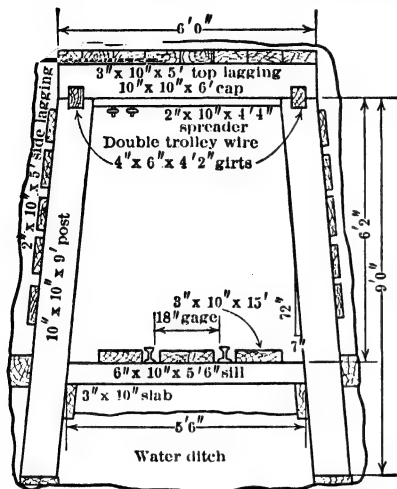 6'0"
3"x 10"x 5' top lagging
10"x 10"x 6' cap
2"x 10"x 4'4"
spreader
Double trolley wire
4"x 6"x 4'2" girts
2"x 10"x 5' side lagging
10"x 10"x 9' post
6'2"
9'0"
72"
7"
3"x 10"x 15'
18" gage
6"x 10"x 5'6" sill
3"x 10" slab
5'6"
Water ditch